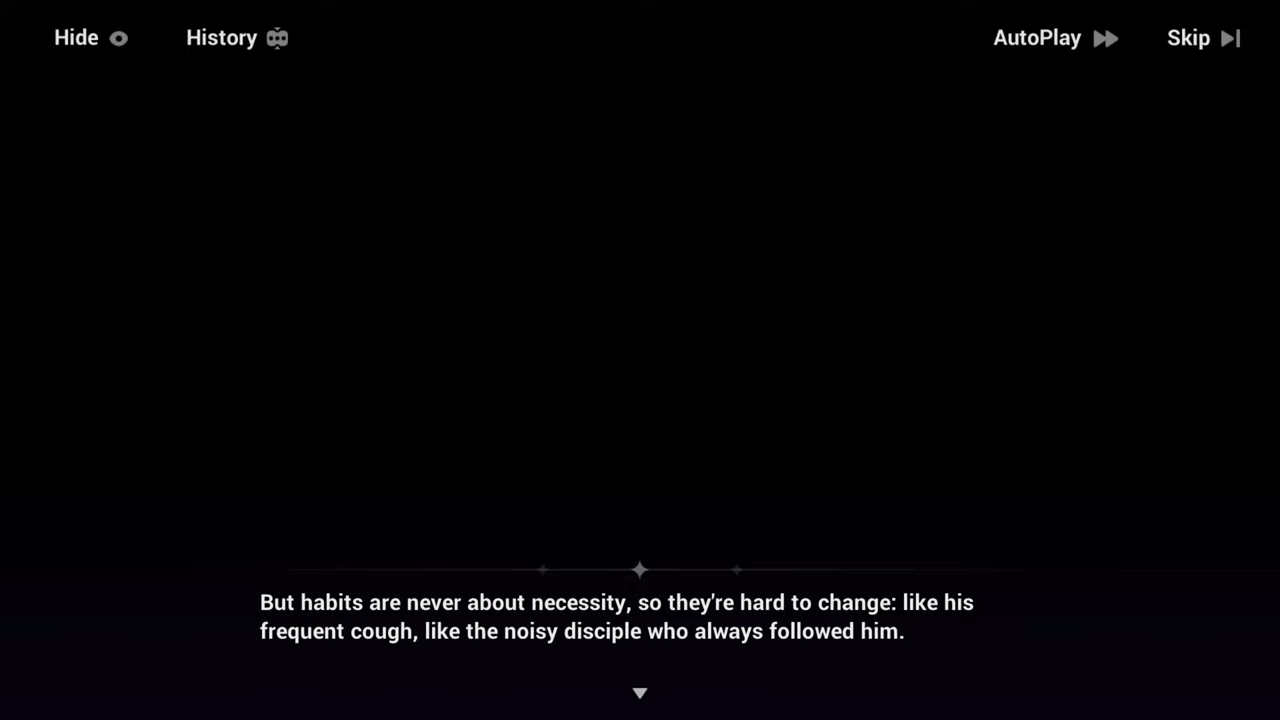 Hide
History
AutoPlay
Skip
But habits are never about necessity, so they're hard to change: like his
frequent cough, like the noisy disciple who always followed him.